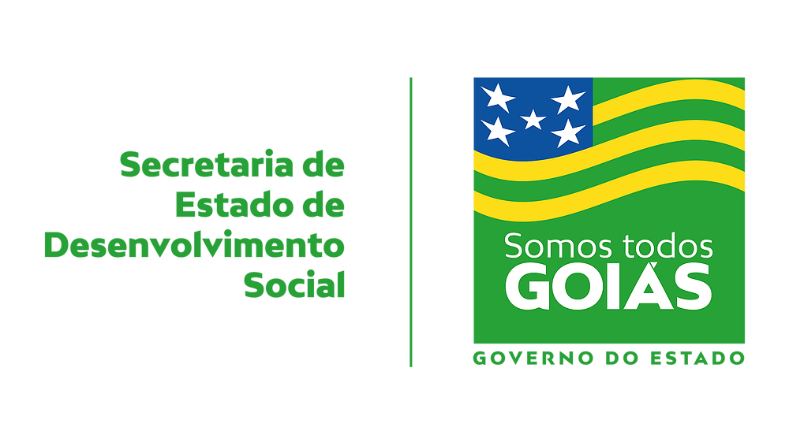 Secretaria de
Estado de
Desenvolvimento
Social
Somos todos
GOIÁS
GOVERNO DO ESTADO